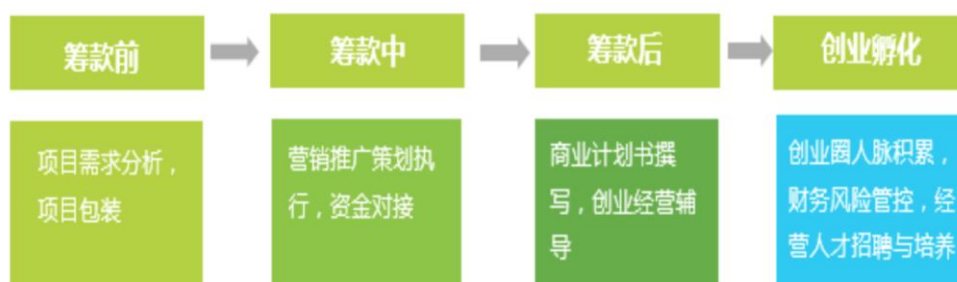 筹款前
筹款中
筹款后
创业孵化
项目需求分析，
项目包装
营销推广策划执
行，资金对接
商业计划书撰
写，创业经营辅
导
创业圈人脉积累，
财务风险管控，经
营人才招聘与培养